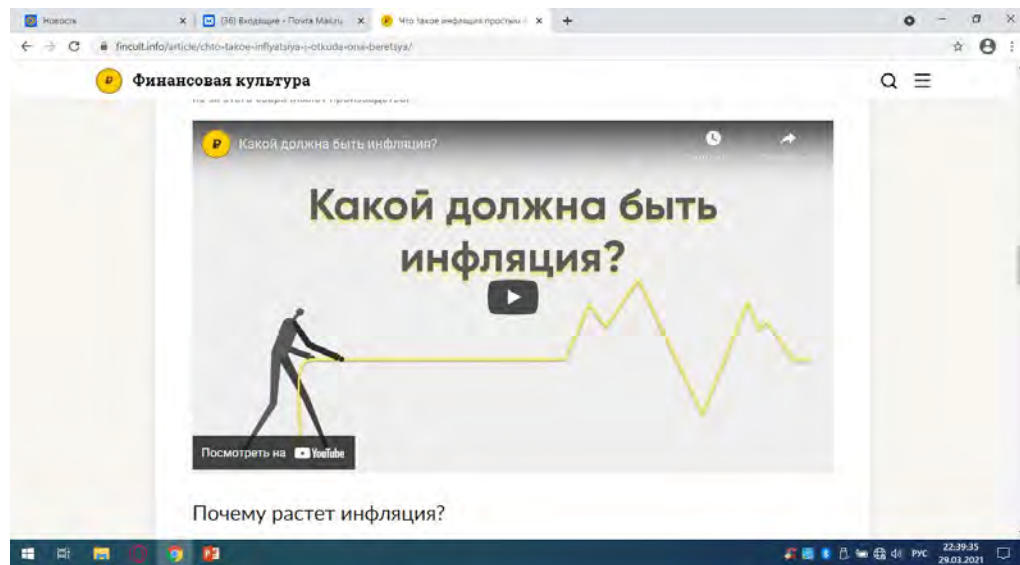 Новости
(36) Входящие - Почта Mail.ru
Что такое инфляция простыми
fincult.info/article/chto-takoe-inflyatsiya-i-otkuda-ona-beretsya/
Финансовая культура
Какой должна быть инфляция?
Какой должна быть
инфляция?
Посмотреть на YouTube
Почему растет инфляция?
РУС
22:39:35
29.03.2021